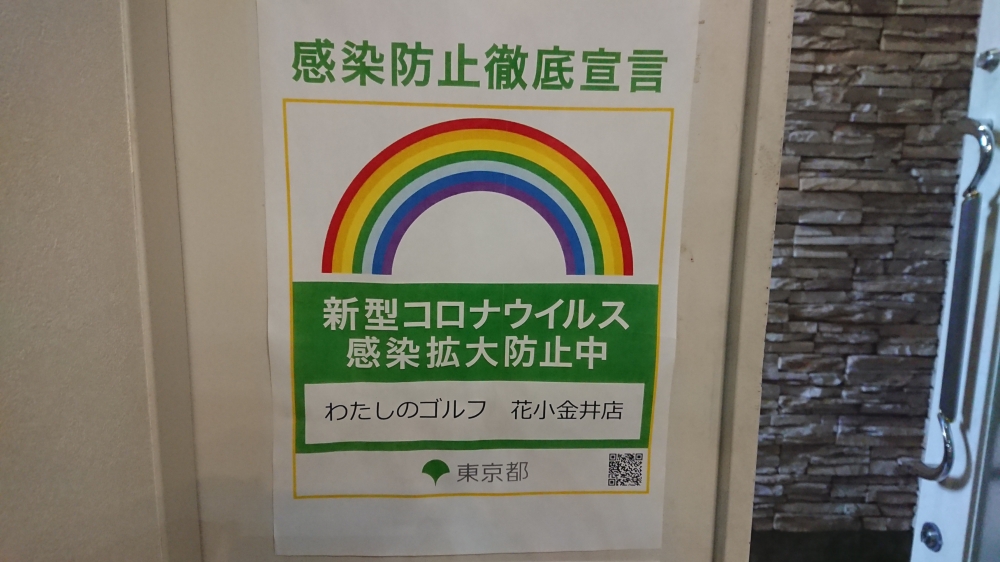 感染防止徹底宣言
新型コロナウイルス
感染拡大防止中
わたしのゴルフ　花小金井店
東京都